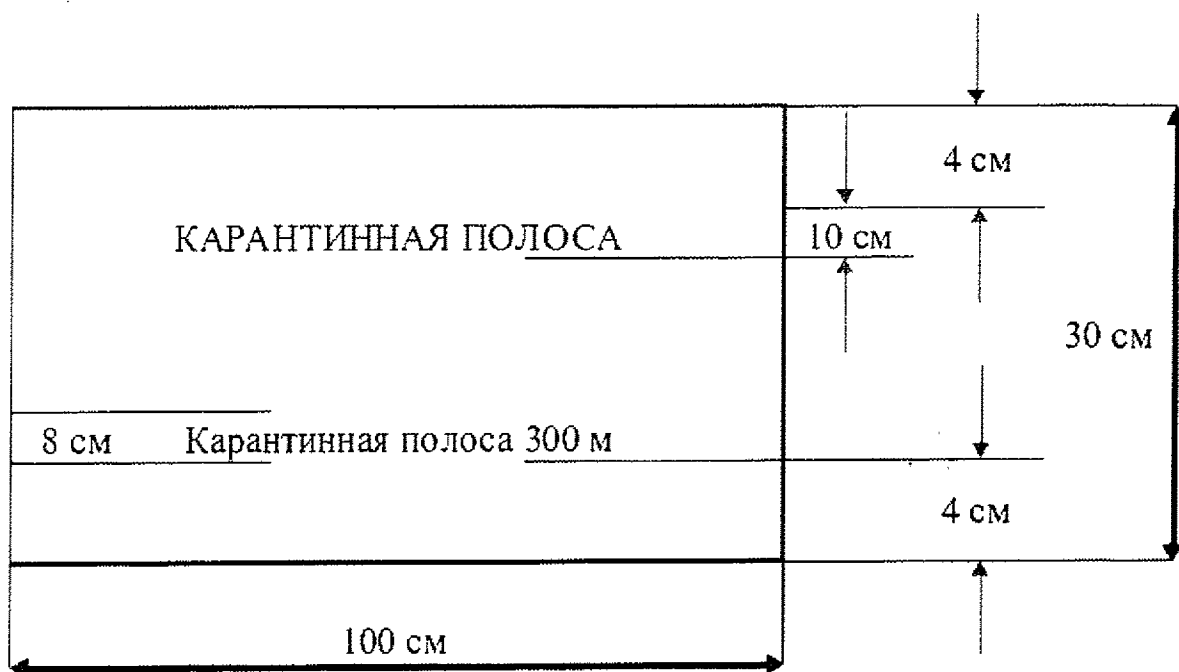 4 см
КАРАНТИННАЯ ПОЛОСА
10 см
30 см
8 см
Карантинная полоса 300 м
4 см
100 см